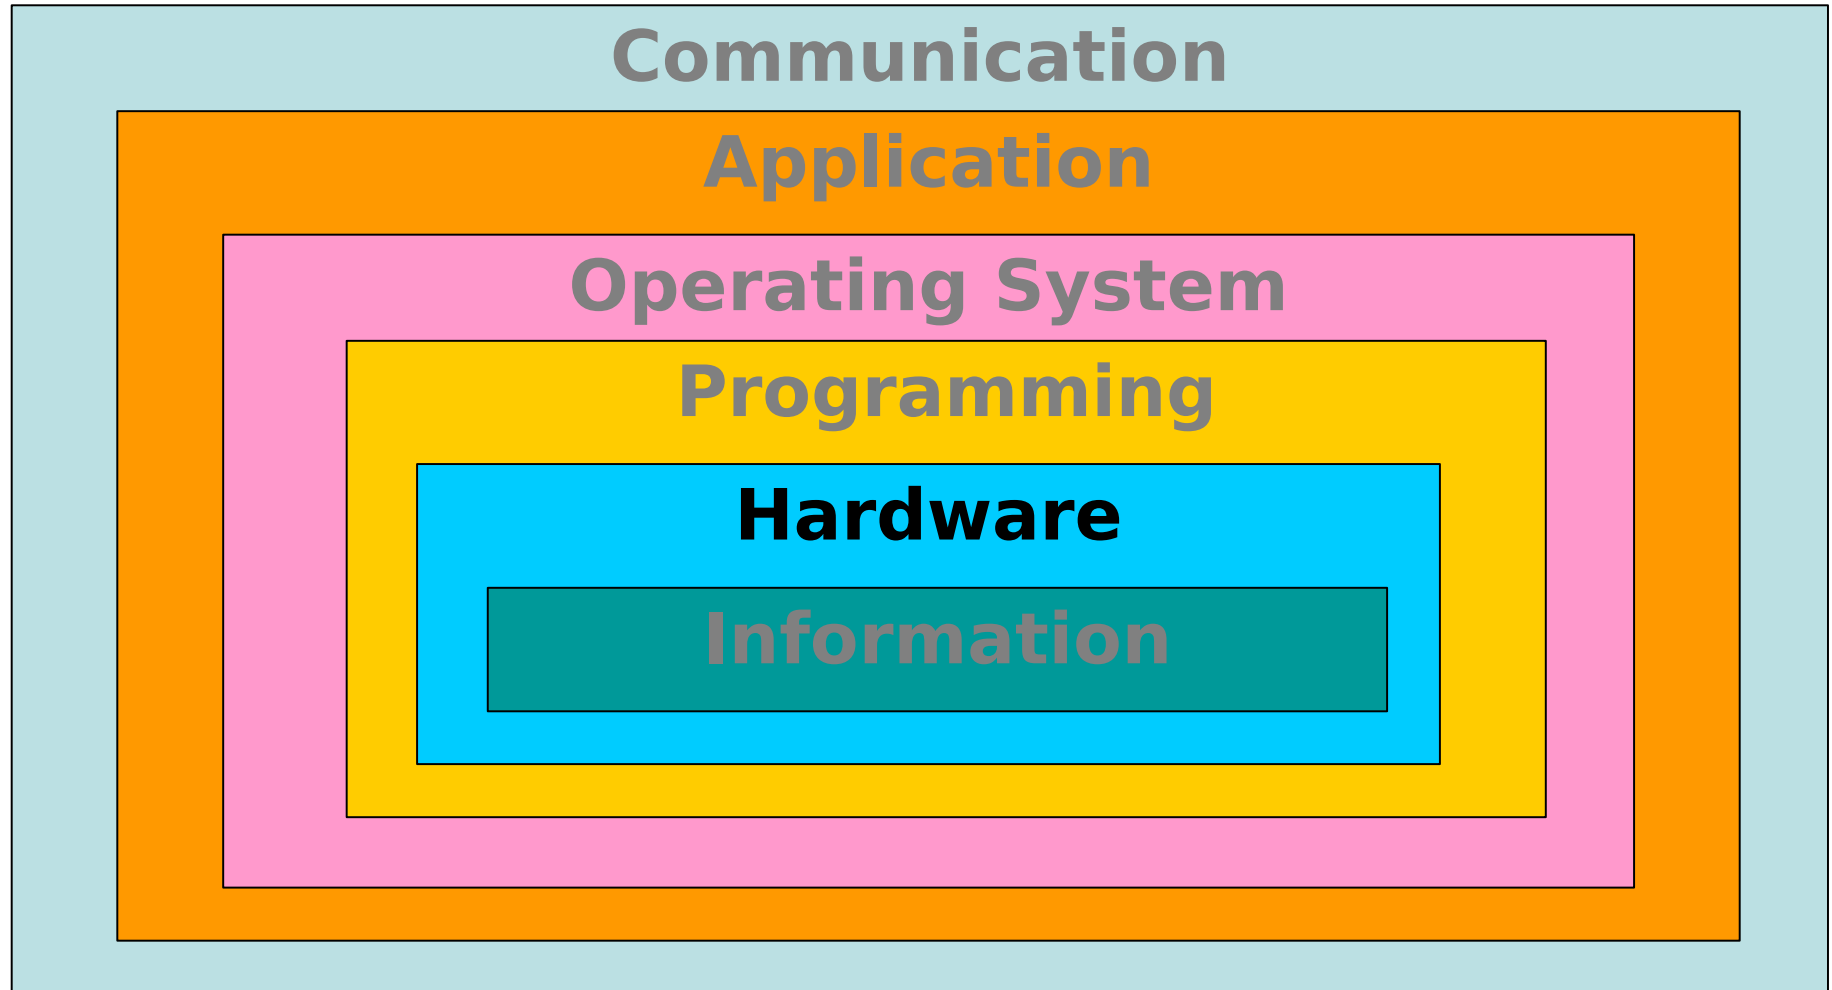 Communication
Application
Operating System
Programming
Hardware
Information